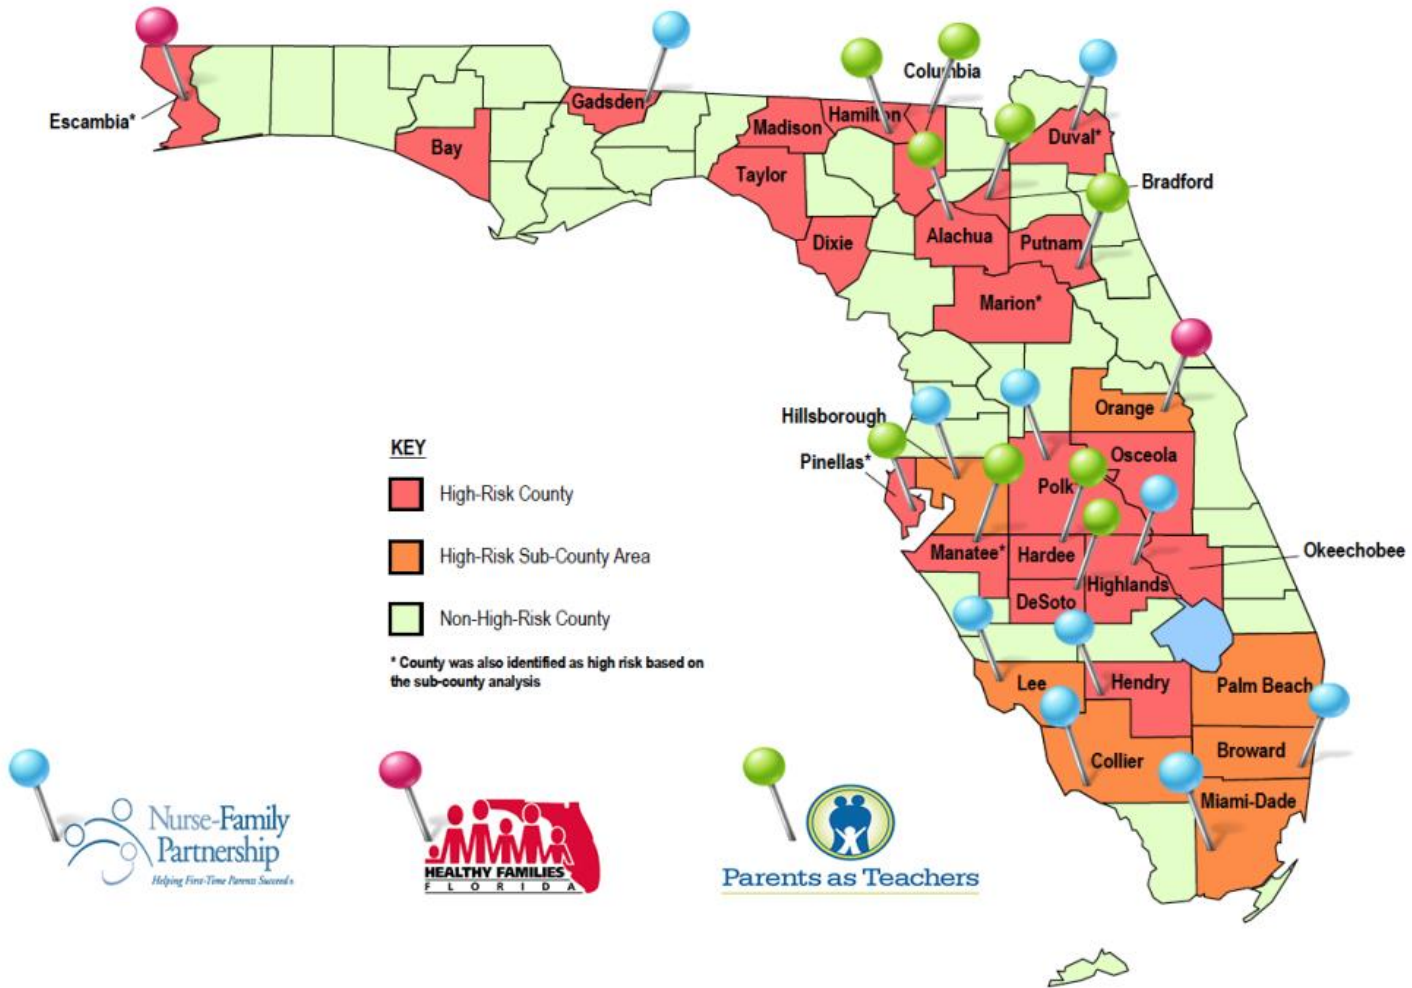 Columbia
Escambia*
Gadsden
Hamilton
Madison
Duval*
Bay
Taylor
Bradford
Dixie
Alachua
Putnam
Marion*
Orange
Hillsborough
Pinellas*
Osceola
Polk
KEY
High-Risk County
High-Risk Sub-County Area
Non-High-Risk County
* County was also identified as high risk based on
the sub-county analysis
Manatee*
Hardee
Okeechobee
Highlands
DeSoto
Lee
Hendry
Palm Beach
Collier
Broward
Miami-Dade
Nurse-Family
Partnership
Helping First-Time Parents Succeed®
HEALTHY FAMILIES
FLORIDA
Parents as Teachers